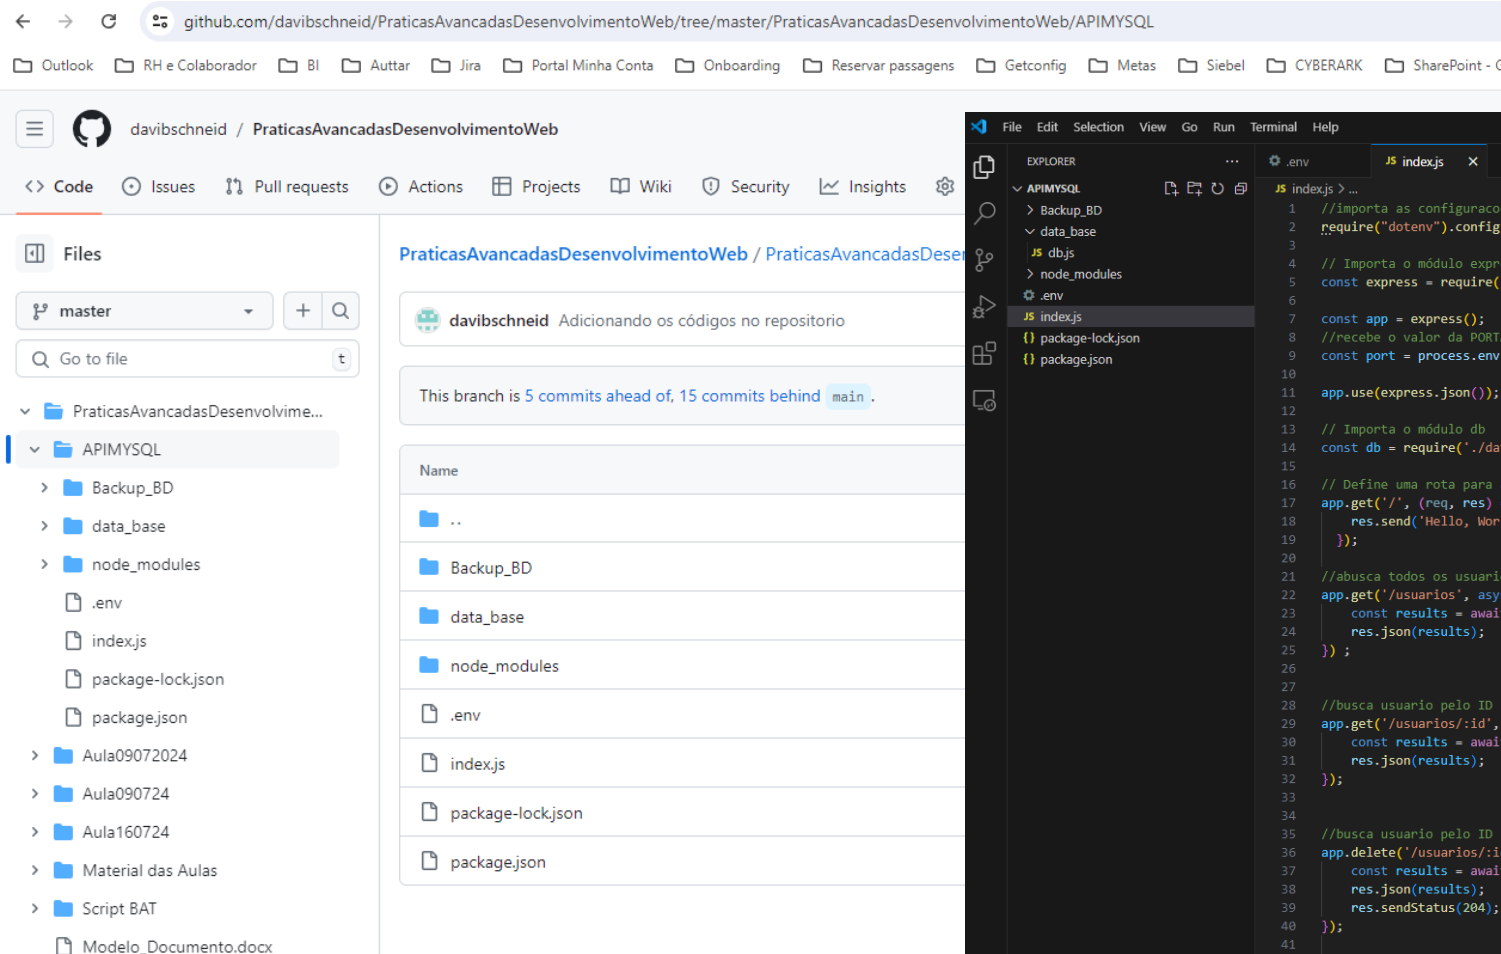 github.com/davibschneid/PraticasAvancadasDesenvolvimentoWeb/tree/master/PraticasAvancadasDesenvolvimentoWeb/APIMYSQL
Outlook RH e Colaborador BI Auttar Jira Portal Minha Conta Onboarding Reservar passagens Getconfig Metas Siebel CYBERARK SharePoint - G
davibschneid / PraticasAvancadasDesenvolvimentoWeb
Code Issues Pull requests Actions Projects Wiki Security Insights
Files
master
Go to file t
PraticasAvancadasDesenvolvime...
APIMYSQL
Backup_BD
data_base
node_modules
.env
index.js
package-lock.json
package.json
Aula09072024
Aula090724
Aula160724
Material das Aulas
Script BAT
Modelo_Documento.docx
PraticasAvancadasDesenvolvimentoWeb / PraticasAvancadasDeser
davibschneid Adicionando os códigos no repositorio
This branch is 5 commits ahead of, 15 commits behind main .
Name
..
Backup_BD
data_base
node_modules
.env
index.js
package-lock.json
package.json
File Edit Selection View Go Run Terminal Help
EXPLORER ...
APIMYSQL
Backup_BD
data_base
JS db.js
node_modules
.env
JS index.js
{} package-lock.json
{} package.json
.env JS index.js ×
JS index.js > ...
1 //importa as configuraco
2 require("dotenv").config
3
4 // Importa o módulo expr
5 const express = require(
6
7 const app = express();
8 //recebe o valor da PORTA
9 const port = process.env
10
11 app.use(express.json());
12
13 // Importa o módulo db
14 const db = require('./da
15
16 // Define uma rota para
17 app.get('/', (req, res)
18 res.send('Hello, Wor
19 });
20
21 //abusca todos os usuario
22 app.get('/usuarios', asy
23 const results = awai
24 res.json(results);
25 }) ;
26
27
28 //busca usuario pelo ID
29 app.get('/usuarios/:id',
30 const results = awai
31 res.json(results);
32 });
33
34
35 //busca usuario pelo ID
36 app.delete('/usuarios/:i
37 const results = awai
38 res.json(results);
39 res.sendStatus(204);
40 });
41